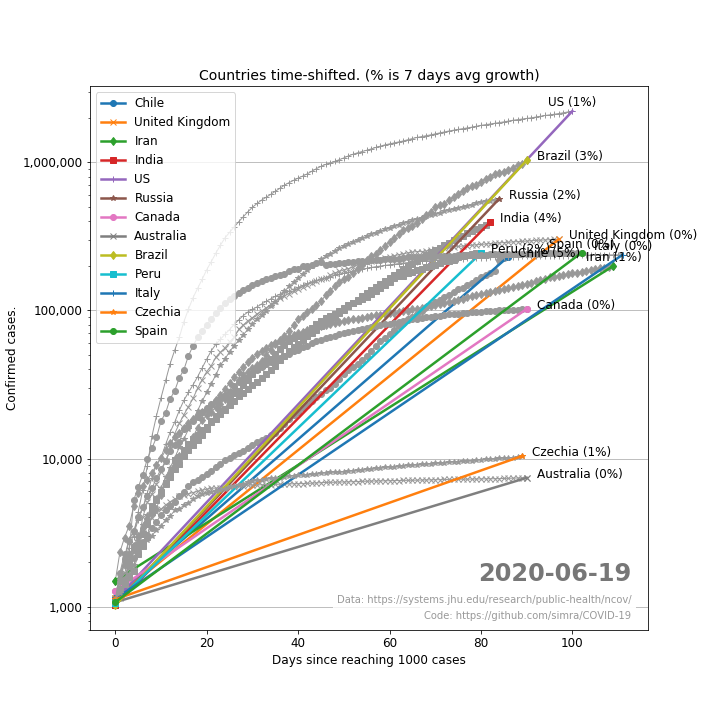 Countries time-shifted. (% is 7 days avg growth)
Chile
United Kingdom
Iran
India
US
Russia
Canada
Australia
Brazil
Peru
Italy
Czechia
Spain
US (1%)
Brazil (3%)
Russia (2%)
India (4%)
United Kingdom (0%)
Spain (0%)
Italy (0%)
Peru (2%)
Chile (5%)
Iran (1%)
Canada (0%)
Czechia (1%)
Australia (0%)
1,000,000
100,000
10,000
1,000
Confirmed cases.
0 20 40 60 80 100
Days since reaching 1000 cases
2020-06-19
Data: https://systems.jhu.edu/research/public-health/ncov/
Code: https://github.com/simra/COVID-19